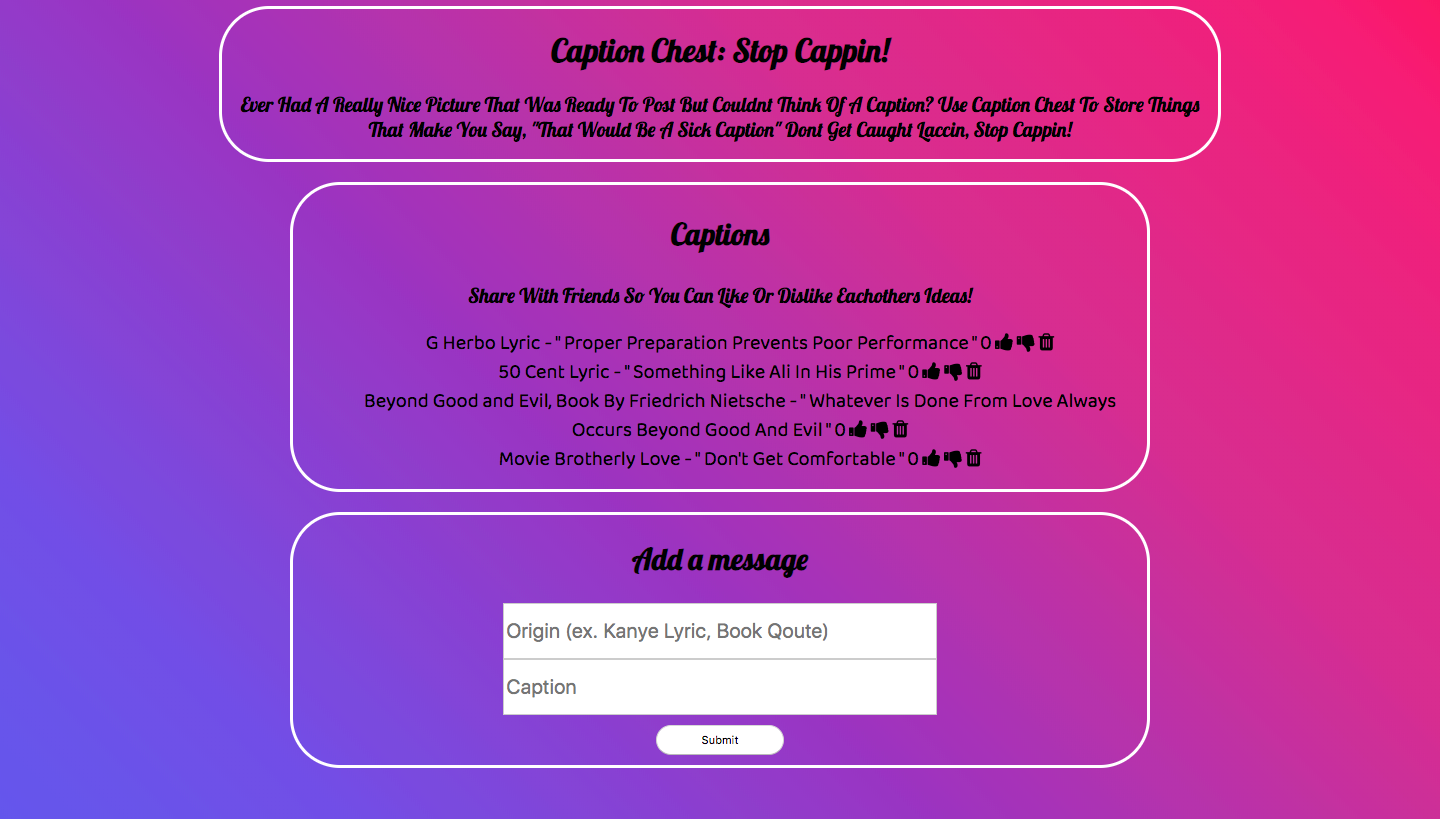 Caption Chest: Stop Cappin!
Ever Had A Really Nice Picture That Was Ready To Post But Couldnt Think Of A Caption? Use Caption Chest To Store Things
That Make You Say, "That Would Be A Sick Caption" Dont Get Caught Laccin, Stop Cappin!
Captions
Share With Friends So You Can Like Or Dislike Eachothers Ideas!
G Herbo Lyric - " Proper Preparation Prevents Poor Performance " 0
50 Cent Lyric - " Something Like Ali In His Prime " 0
Beyond Good and Evil, Book By Friedrich Nietsche - " Whatever Is Done From Love Always
Occurs Beyond Good And Evil " 0
Movie Brotherly Love - " Don't Get Comfortable " 0
Add a message
Origin (ex. Kanye Lyric, Book Qoute)
Caption
Submit